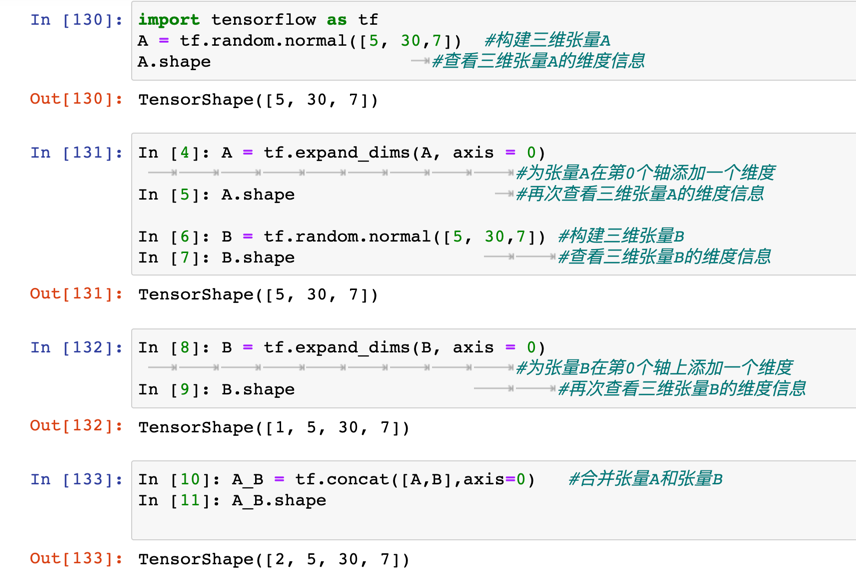 In [130]: import tensorflow as tf
A = tf.random.normal([5, 30,7])  #构建三维张量A
A.shape #查看三维张量A的维度信息
Out[130]: TensorShape([5, 30, 7])
In [131]: In [4]: A = tf.expand_dims(A, axis = 0)
#为张量A在第0个轴添加一个维度
In [5]: A.shape #再次查看三维张量A的维度信息
In [6]: B = tf.random.normal([5, 30,7]) #构建三维张量B
In [7]: B.shape #查看三维张量B的维度信息
Out[131]: TensorShape([5, 30, 7])
In [132]: In [8]: B = tf.expand_dims(B, axis = 0)
#为张量B在第0个轴上添加一个维度
In [9]: B.shape #再次查看三维张量B的维度信息
Out[132]: TensorShape([1, 5, 30, 7])
In [133]: In [10]: A_B = tf.concat([A,B],axis=0)   #合并张量A和张量B
In [11]: A_B.shape
Out[133]: TensorShape([2, 5, 30, 7])